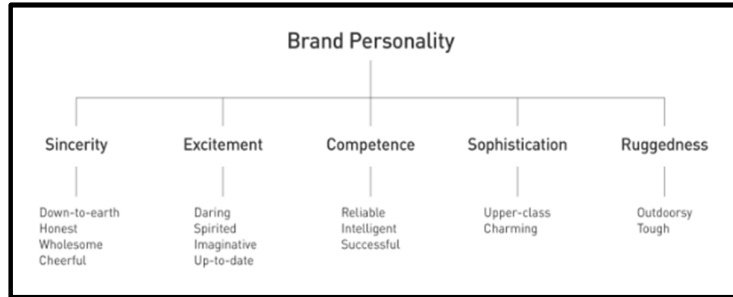 Brand Personality
Sincerity
Down-to-earth
Honest
Wholesome
Cheerful
Excitement
Daring
Spirited
Imaginative
Up-to-date
Competence
Reliable
Intelligent
Successful
Sophistication
Upper-class
Charming
Ruggedness
Outdoorsy
Tough